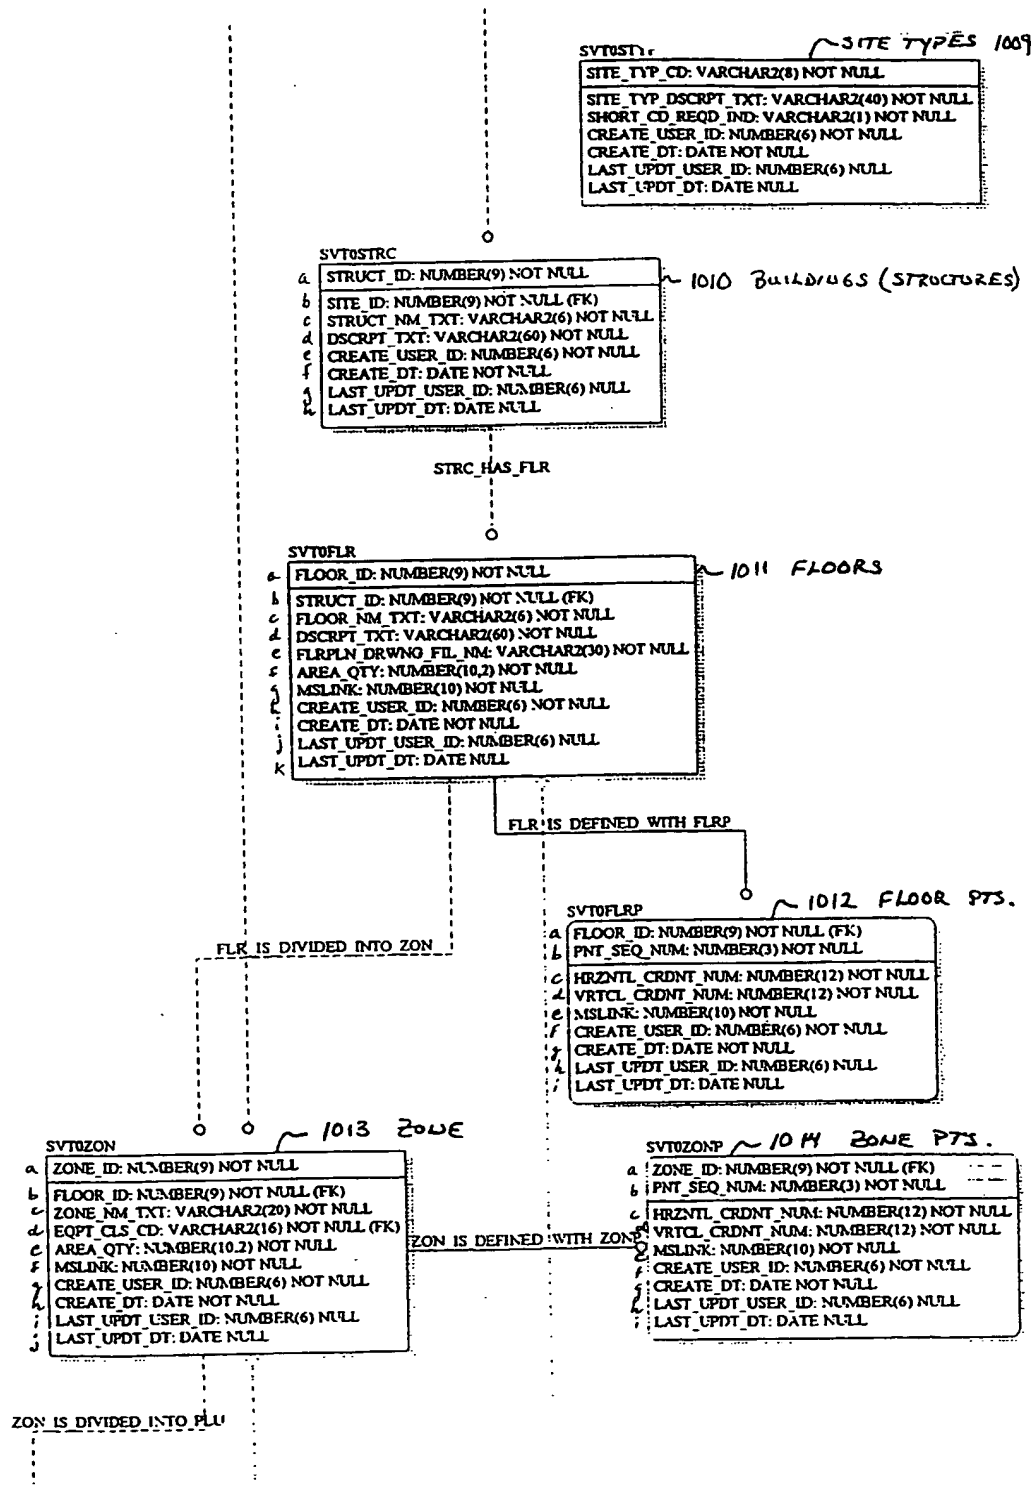 SITE TYPES 1009
SITE_TYP_CD: VARCHAR2(8) NOT NULL
SITE_TYP_DSCRPT_TXT: VARCHAR2(40) NOT NULL
SHORT_CD_REQD_IND: VARCHAR2(1) NOT NULL
CREATE_USER_ID: NUMBER(6) NOT NULL
CREATE_DT: DATE NOT NULL
LAST_UPDT_USER_ID: NUMBER(6) NULL
LAST_UPDT_DT: DATE NULL
SVT0STRC
1010 BUILDINGS (STRUCTURES)
a STRUCT_ID: NUMBER(9) NOT NULL
b SITE_ID: NUMBER(9) NOT NULL (FK)
c STRUCT_NM_TXT: VARCHAR2(6) NOT NULL
d DSCRPT_TXT: VARCHAR2(60) NOT NULL
e CREATE_USER_ID: NUMBER(6) NOT NULL
f CREATE_DT: DATE NOT NULL
g LAST_UPDT_USER_ID: NUMBER(6) NULL
h LAST_UPDT_DT: DATE NULL
STRC_HAS_FLR
SVT0FLR
1011 FLOORS
a FLOOR_ID: NUMBER(9) NOT NULL
b STRUCT_ID: NUMBER(9) NOT NULL (FK)
c FLOOR_NM_TXT: VARCHAR2(6) NOT NULL
d DSCRPT_TXT: VARCHAR2(60) NOT NULL
e FLRPLN_DRWNG_FIL_NM: VARCHAR2(30) NOT NULL
f AREA_QTY: NUMBER(10,2) NOT NULL
g MSLINK: NUMBER(10) NOT NULL
h CREATE_USER_ID: NUMBER(6) NOT NULL
i CREATE_DT: DATE NOT NULL
j LAST_UPDT_USER_ID: NUMBER(6) NULL
k LAST_UPDT_DT: DATE NULL
FLR IS DEFINED WITH FLRP
1012 FLOOR PTS.
SVT0FLRP
a FLOOR_ID: NUMBER(9) NOT NULL (FK)
b PNT_SEQ_NUM: NUMBER(3) NOT NULL
c HRZNTL_CRDNT_NUM: NUMBER(12) NOT NULL
d VRTCL_CRDNT_NUM: NUMBER(12) NOT NULL
e MSLINK: NUMBER(10) NOT NULL
f CREATE_USER_ID: NUMBER(6) NOT NULL
g CREATE_DT: DATE NOT NULL
h LAST_UPDT_USER_ID: NUMBER(6) NULL
i LAST_UPDT_DT: DATE NULL
FLR IS DIVIDED INTO ZON
SVT0ZON
1013 ZONE
a ZONE_ID: NUMBER(9) NOT NULL
b FLOOR_ID: NUMBER(9) NOT NULL (FK)
c ZONE_NM_TXT: VARCHAR2(20) NOT NULL
d EQPT_CLS_CD: VARCHAR2(16) NOT NULL (FK)
e AREA_QTY: NUMBER(10,2) NOT NULL
f MSLINK: NUMBER(10) NOT NULL
g CREATE_USER_ID: NUMBER(6) NOT NULL
h CREATE_DT: DATE NOT NULL
i LAST_UPDT_USER_ID: NUMBER(6) NULL
j LAST_UPDT_DT: DATE NULL
ZON IS DEFINED WITH ZONP
SVT0ZONP
1014 ZONE PTS.
a ZONE_ID: NUMBER(9) NOT NULL (FK)
b PNT_SEQ_NUM: NUMBER(3) NOT NULL
c HRZNTL_CRDNT_NUM: NUMBER(12) NOT NULL
d VRTCL_CRDNT_NUM: NUMBER(12) NOT NULL
e MSLINK: NUMBER(10) NOT NULL
f CREATE_USER_ID: NUMBER(6) NOT NULL
g CREATE_DT: DATE NOT NULL
h LAST_UPDT_USER_ID: NUMBER(6) NULL
i LAST_UPDT_DT: DATE NULL
ZON IS DIVIDED INTO PLU